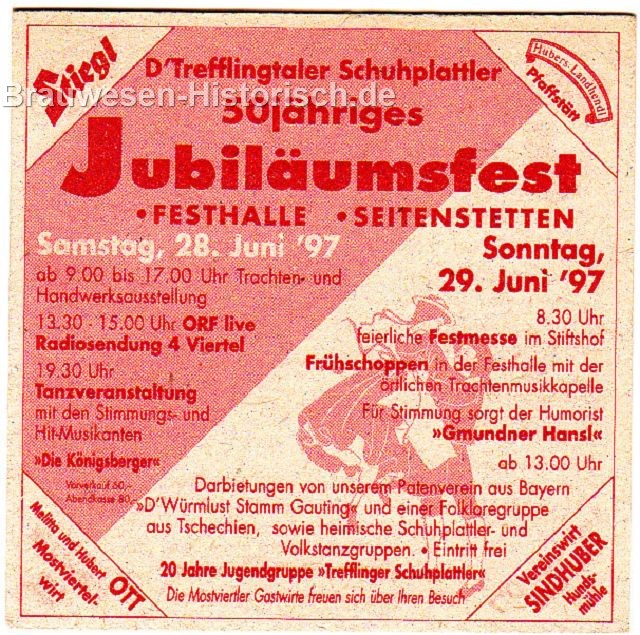 Stiegl
Hubers Landhendl
Pfaffstätt
D'Trefflingtaler Schuhplattler
Brauwesen-Historisch.de
50jähriges
Jubiläumsfest
•FESTHALLE •SEITENSTETTEN
Samstag, 28. Juni '97
ab 9.00 bis 17.00 Uhr Trachten- und
Handwerksausstellung
13.30 - 15.00 Uhr ORF live
Radiosendung 4 Viertel
19.30 Uhr
Tanzveranstaltung
mit den Stimmungs- und
Hit-Musikanten
»Die Königsberger«
Vorverkauf 60,-
Abendkasse 80,-
Sonntag,
29. Juni '97
8.30 Uhr
feierliche Festmesse im Stiftshof
Frühschoppen in der Festhalle mit der
örtlichen Trachtenmusikkapelle
Für Stimmung sorgt der Humorist
»Gmundner Hansl«
ab 13.00 Uhr
Darbietungen von unserem Patenverein aus Bayern
»D'Würmlust Stamm Gauting« und einer Folkloregruppe
aus Tschechien, sowie heimische Schuhplattler- und
Volkstanzgruppen. • Eintritt frei
20 Jahre Jugendgruppe »Trefflinger Schuhplattler«
Die Mostviertler Gastwirte freuen sich über Ihren Besuch
Melitta und Hubert
OTT
Mostviertel-
wirt
Vereinswirt
SINDHUBER
Hunds-
mühle